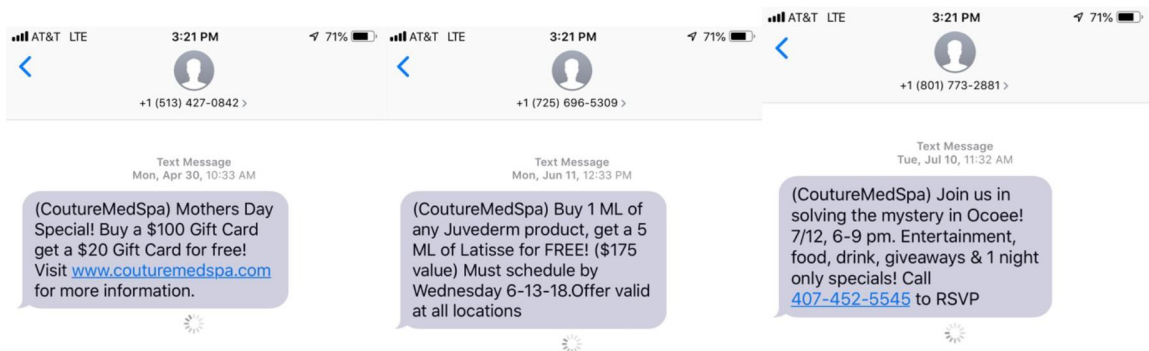 AT&T LTE
3:21 PM
71%
+1 (513) 427-0842 >
Text Message
Mon, Apr 30, 10:33 AM
(CoutureMedSpa) Mothers Day
Special! Buy a $100 Gift Card
get a $20 Gift Card for free!
Visit www.couturemedspa.com
for more information.
AT&T LTE
3:21 PM
71%
+1 (725) 696-5309 >
Text Message
Mon, Jun 11, 12:33 PM
(CoutureMedSpa) Buy 1 ML of
any Juvederm product, get a 5
ML of Latisse for FREE! ($175
value) Must schedule by
Wednesday 6-13-18.Offer valid
at all locations
AT&T LTE
3:21 PM
71%
+1 (801) 773-2881 >
Text Message
Tue, Jul 10, 11:32 AM
(CoutureMedSpa) Join us in
solving the mystery in Ocoee!
7/12, 6-9 pm. Entertainment,
food, drink, giveaways & 1 night
only specials! Call
407-452-5545 to RSVP